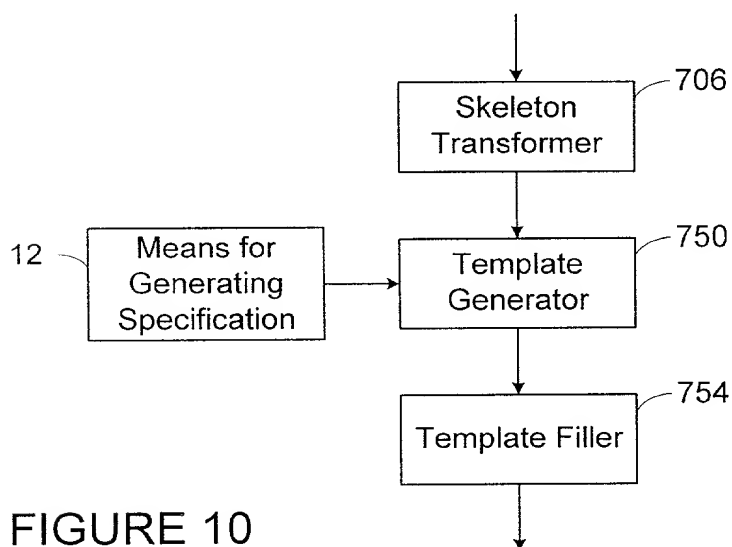 706
Skeleton
Transformer
12
Means for
Generating
Specification
750
Template
Generator
754
Template Filler
FIGURE 10